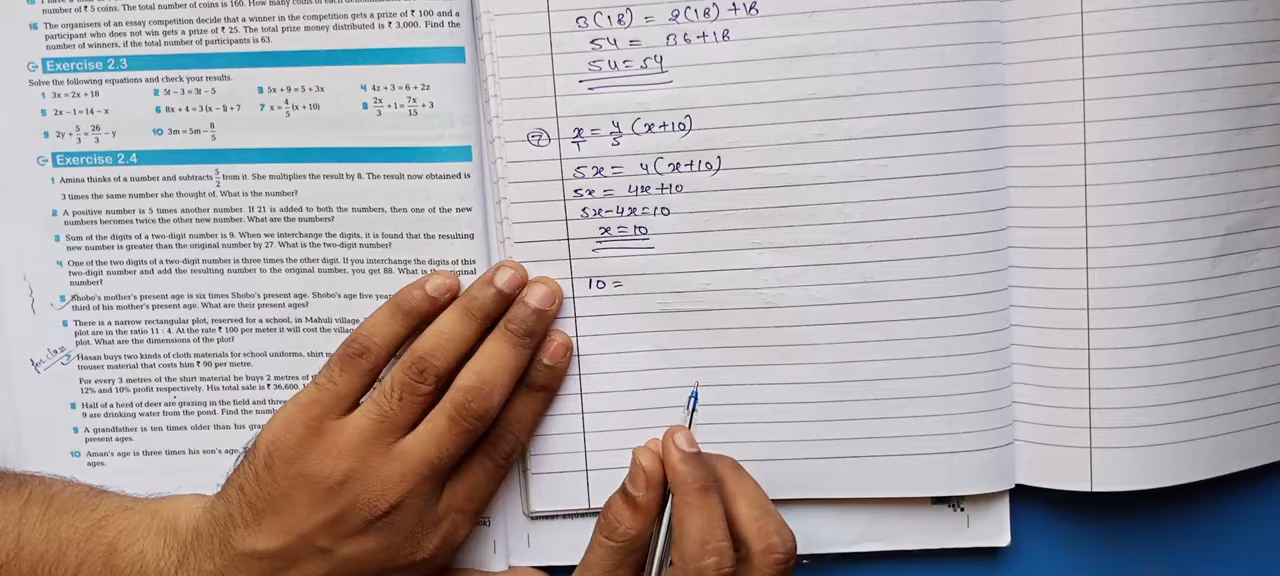 number of ₹ 5 coins. The total number of coins is 160. How many coins of each
16 The organisers of an essay competition decide that a winner in the competition gets a prize of ₹ 100 and a
participant who does not win gets a prize of ₹ 25. The total prize money distributed is ₹ 3,000. Find the
number of winners, if the total number of participants is 63.
Exercise 2.3
Solve the following equations and check your results.
1 3x = 2x + 18 2 5t − 3 = 3t − 5 3 5x + 9 = 5 + 3x 4 4z + 3 = 6 + 2z
5 2x − 1 = 14 − x 6 8x + 4 = 3 (x − 1) + 7 7 x = 4/5 (x + 10) 8 2x/3 + 1 = 7x/15 + 3
9 2y + 5/3 = 26/3 − y 10 3m = 5m − 8/5
Exercise 2.4
1 Amina thinks of a number and subtracts 5/2 from it. She multiplies the result by 8. The result now obtained is
3 times the same number she thought of. What is the number?
2 A positive number is 5 times another number. If 21 is added to both the numbers, then one of the new
numbers becomes twice the other new number. What are the numbers?
3 Sum of the digits of a two-digit number is 9. When we interchange the digits, it is found that the resulting
new number is greater than the original number by 27. What is the two-digit number?
4 One of the two digits of a two-digit number is three times the other digit. If you interchange the digits of this
two-digit number and add the resulting number to the original number, you get 88. What is the original
number?
5 Shobo's mother's present age is six times Shobo's present age. Shobo's age five
third of his mother's present age. What are their present ages?
6 There is a narrow rectangular plot, reserved for a school, in Mahuli village.
plot are in the ratio 11 : 4. At the rate ₹ 100 per meter it will cost the
plot. What are the dimensions of the plot?
for class
Hasan buys two kinds of cloth materials for school uniforms, shirt
trouser material that costs him ₹ 90 per metre.
For every 3 metres of the shirt material he buys 2 metres of
12% and 10% profit respectively. His total sale is ₹ 36,600.
8 Half of a herd of deer are grazing in the field and three
9 are drinking water from the pond. Find the
9 A grandfather is ten times older than his
present ages.
10 Aman's age is three times his son's age.
ages.
3(18) = 2(18) +18
54 = 36+18
54=54
7 x/1 = 4/5 (x+10)
5x = 4(x+10)
5x = 4x+10
5x-4x=10
x=10
10 =